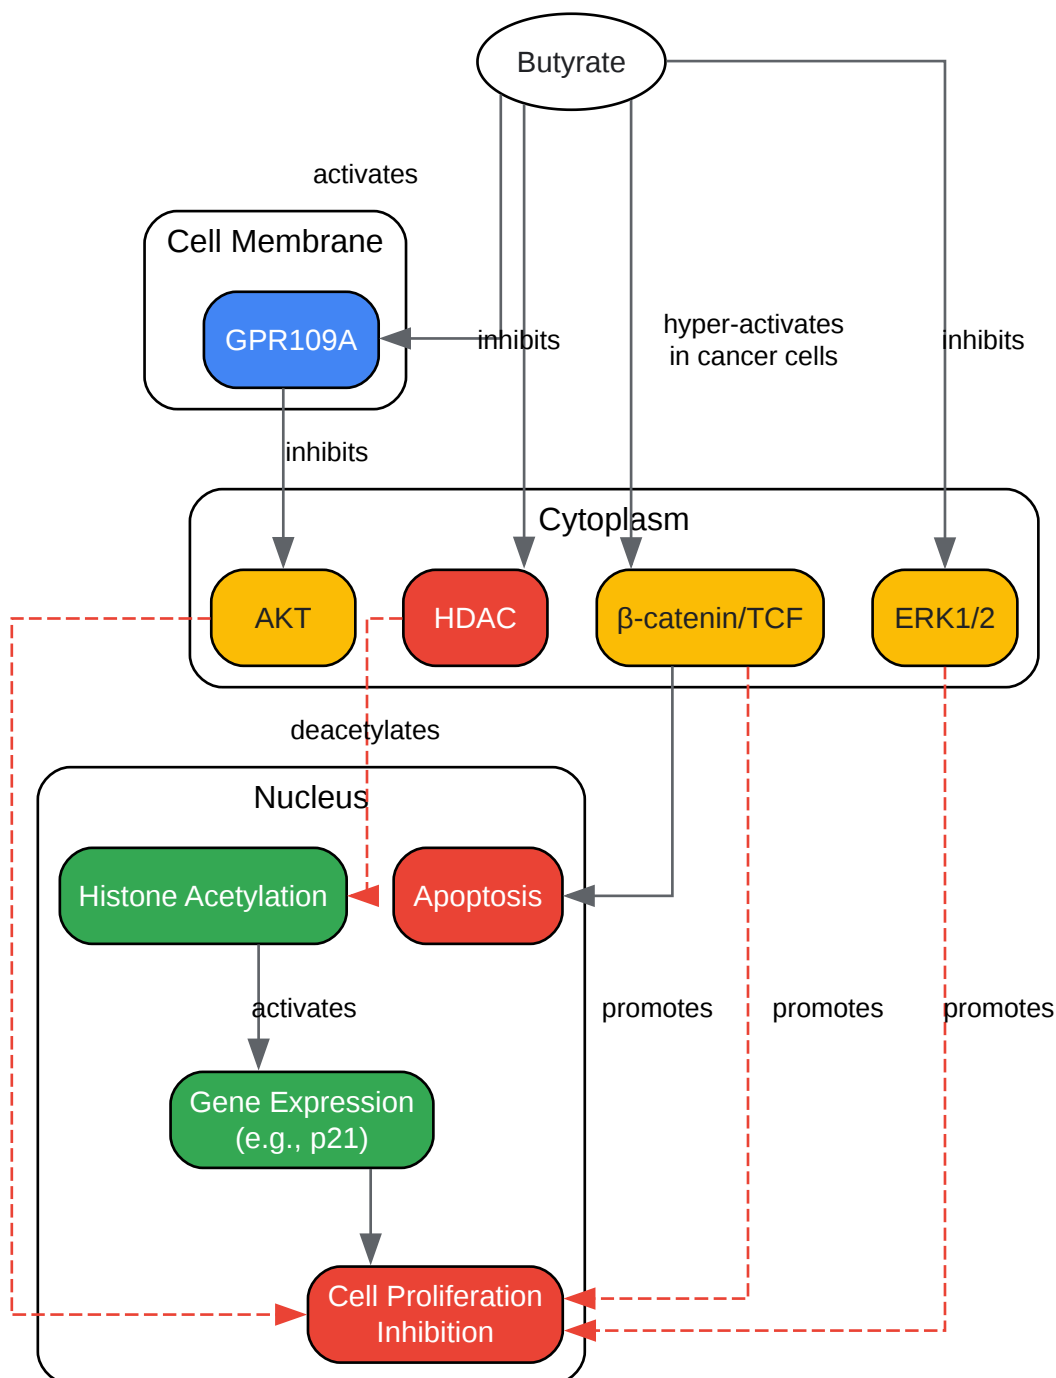 Butyrate
activates
Cell Membrane
GPR109A
inhibits
hyper-activates
in cancer cells
inhibits
inhibits
Cytoplasm
AKT
HDAC
β-catenin/TCF
ERK1/2
deacetylates
Nucleus
Histone Acetylation
Apoptosis
activates
promotes
promotes
promotes
Gene Expression
(e.g., p21)
Cell Proliferation
Inhibition